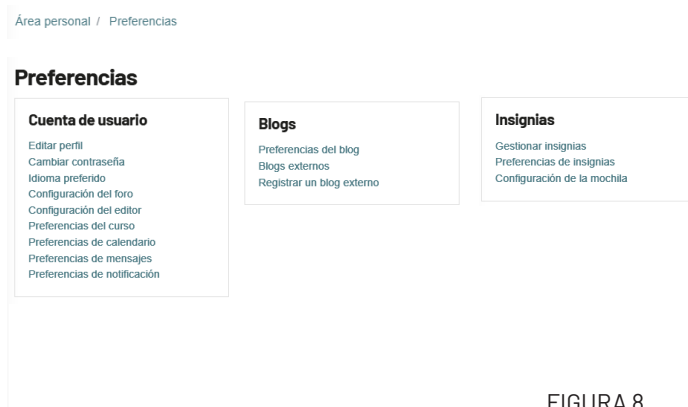 Área personal / Preferencias
Preferencias
Cuenta de usuario
Editar perfil
Cambiar contraseña
Idioma preferido
Configuración del foro
Configuración del editor
Preferencias del curso
Preferencias de calendario
Preferencias de mensajes
Preferencias de notificación
Blogs
Preferencias del blog
Blogs externos
Registrar un blog externo
Insignias
Gestionar insignias
Preferencias de insignias
Configuración de la mochila
FIGURA 8